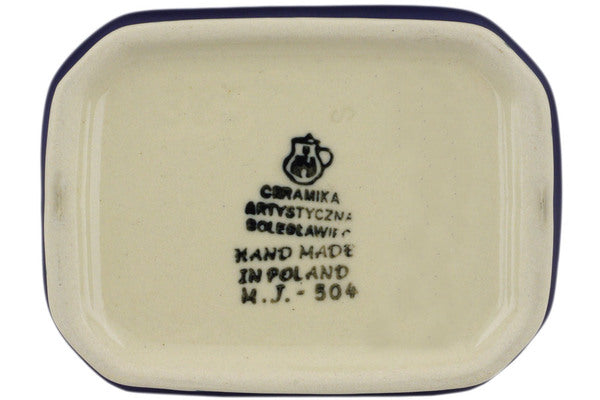 CERAMIKA
ARTYSTYCZNA
BOLESŁAWIEC
HAND MADE
IN POLAND
M.J.-504